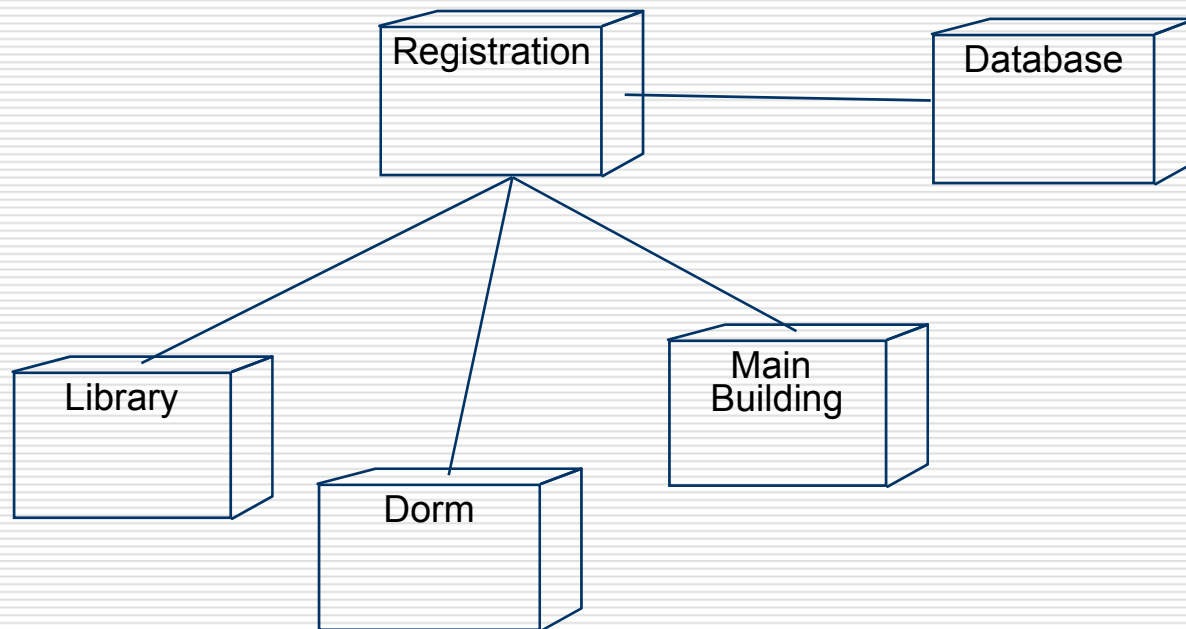 Registration
Database
Library
Main
Building
Dorm